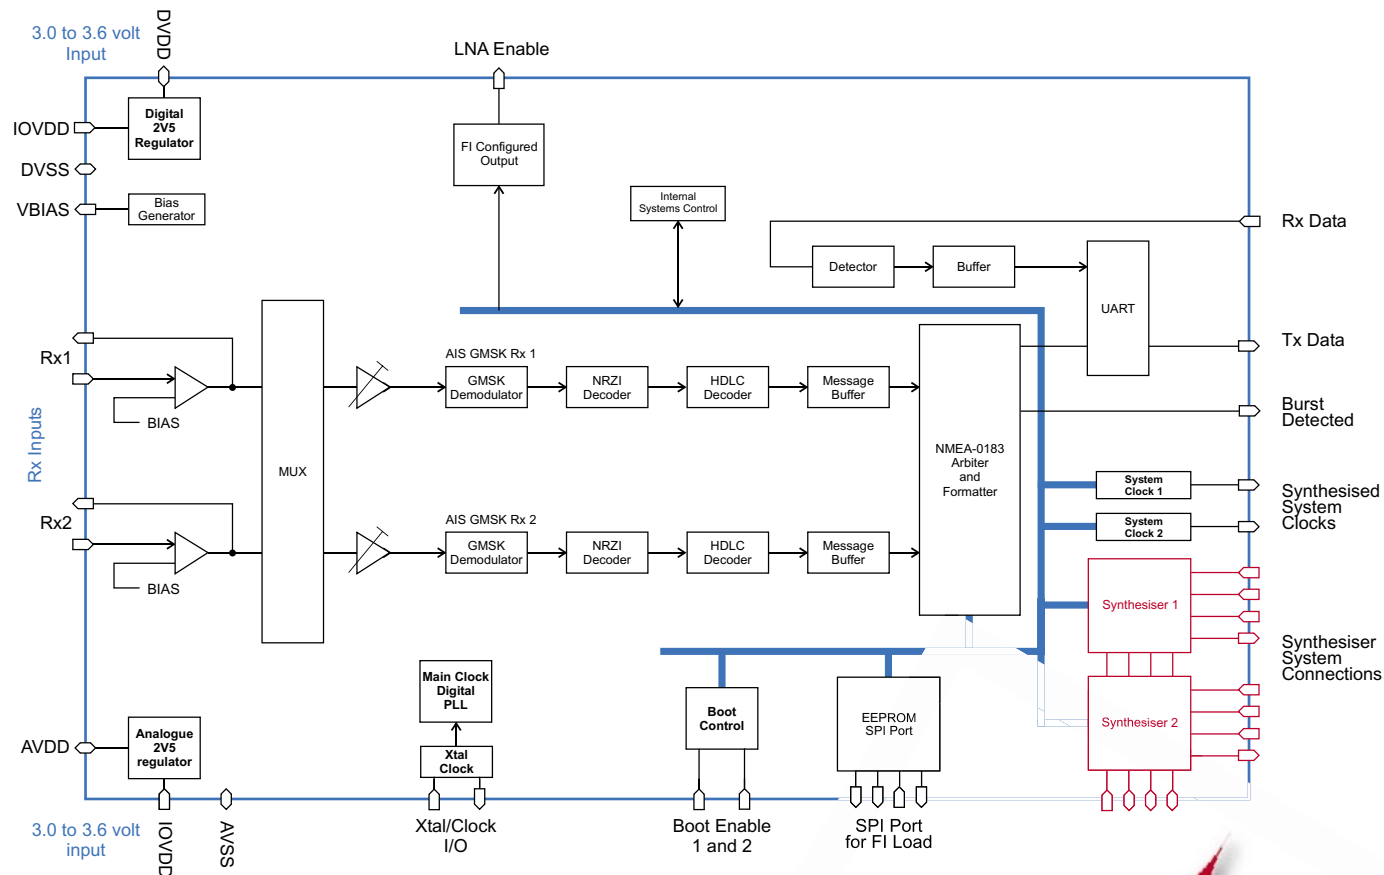 3.0 to 3.6 volt
Input
DVDD
LNA Enable
IOVDD
Digital
2V5
Regulator
DVSS
VBIAS
Bias
Generator
FI Configured
Output
Internal
Systems Control
Rx Data
Detector
Buffer
UART
Tx Data
Rx1
BIAS
MUX
AIS GMSK Rx 1
GMSK
Demodulator
NRZI
Decoder
HDLC
Decoder
Message
Buffer
Burst
Detected
NMEA-0183
Arbiter
and
Formatter
Rx Inputs
System
Clock 1
System
Clock 2
Synthesised
System
Clocks
Rx2
BIAS
AIS GMSK Rx 2
GMSK
Demodulator
NRZI
Decoder
HDLC
Decoder
Message
Buffer
Synthesiser 1
Synthesiser
System
Connections
Synthesiser 2
Main Clock
Digital
PLL
Xtal
Clock
Boot
Control
EEPROM
SPI Port
AVDD
Analogue
2V5
regulator
3.0 to 3.6 volt
input
IOVDD
AVSS
Xtal/Clock
I/O
Boot Enable
1 and 2
SPI Port
for FI Load